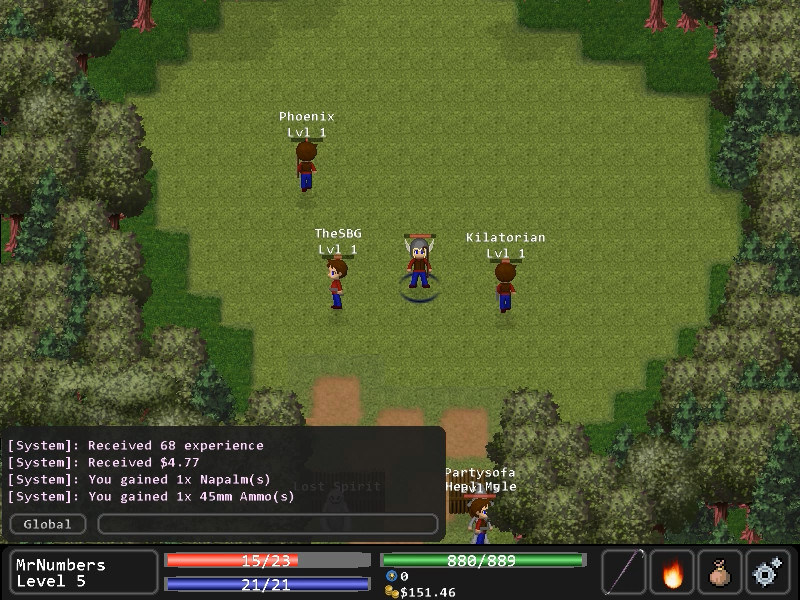 Phoenix
Lvl 1
TheSBG
Lvl 1
Kilatorian
Lvl 1
[System]: Received 68 experience
[System]: Received $4.77
[System]: You gained 1x Napalm(s)
[System]: You gained 1x 45mm Ammo(s)
Lost Spirit
Partysofa
Global
MrNumbers
Level 5
15/23
21/21
880/889
0
$151.46